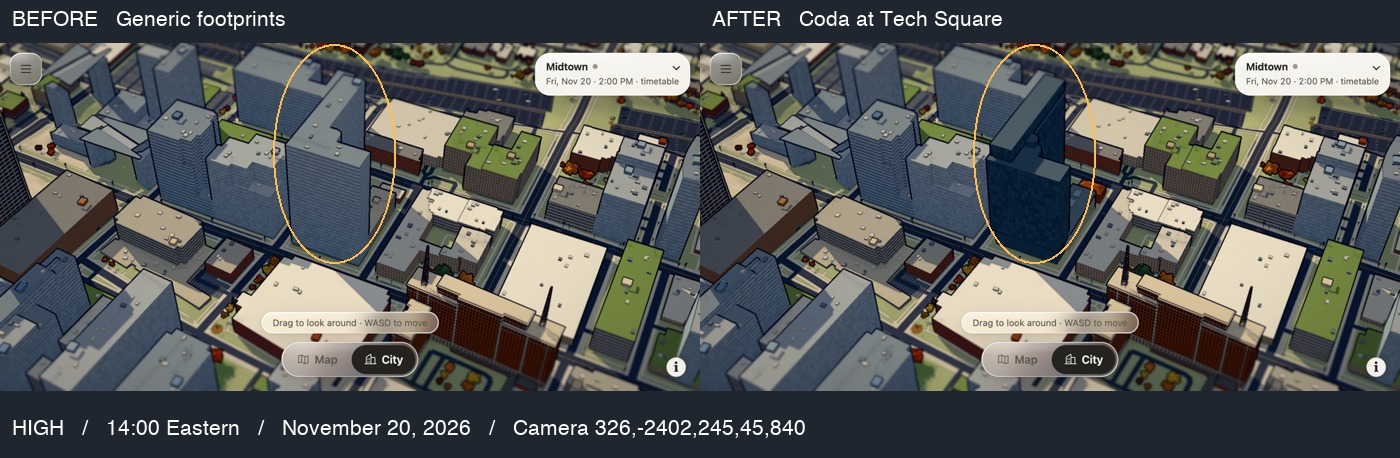 BEFORE Generic footprints
AFTER Coda at Tech Square
Midtown
Fri, Nov 20 · 2:00 PM · timetable
Drag to look around · WASD to move
Map
City
i
Midtown
Fri, Nov 20 · 2:00 PM · timetable
Drag to look around · WASD to move
Map
City
i
HIGH / 14:00 Eastern / November 20, 2026 / Camera 326,-2402,245,45,840